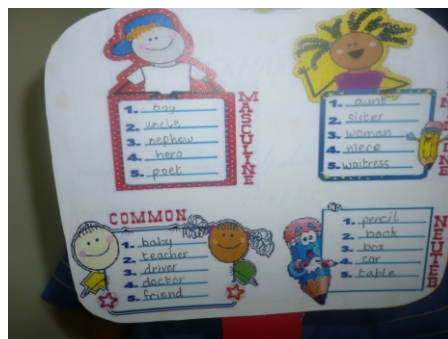 MASCULINE
1. boy
2. uncle
3. nephew
4. hero
5. poet
1. aunt
2. sister
3. woman
4. niece
5. waitress
COMMON
1. baby
2. teacher
3. driver
4. doctor
5. friend
NEUTER
1. pencil
2. book
3. box
4. car
5. table